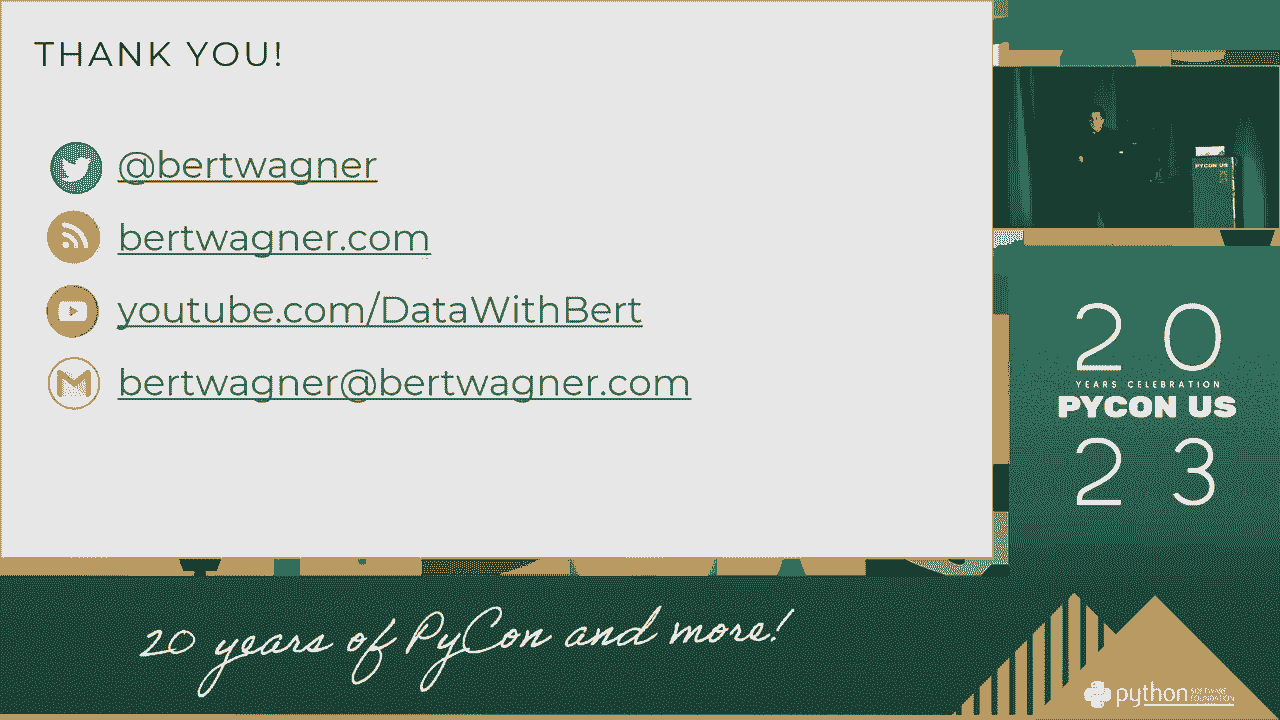 THANK YOU!
@bertwagner
bertwagner.com
youtube.com/DataWithBert
bertwagner@bertwagner.com
PYCON US
20
YEARS CELEBRATION
PYCON US
23
20 years of PyCon and more!
python SOFTWARE
FOUNDATION